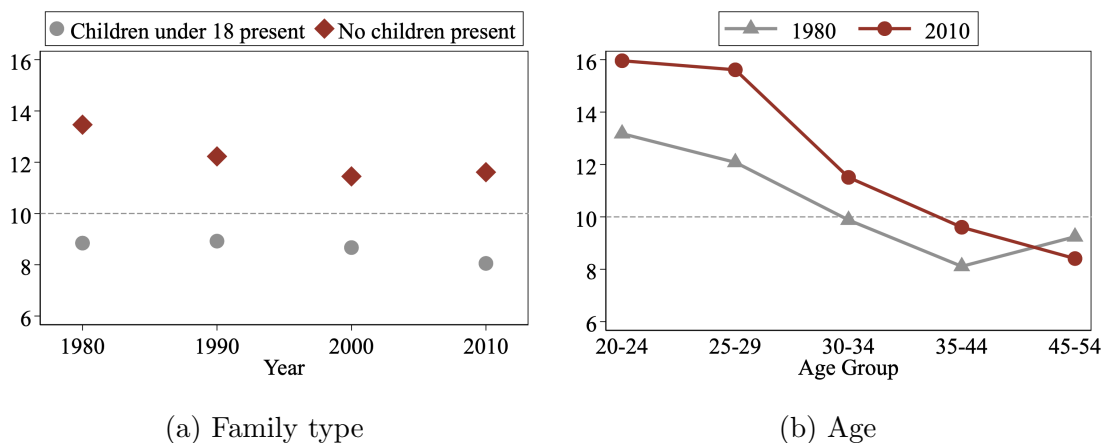 Children under 18 present No children present
16
14
12
10
8
6
1980 1990 2000 2010
Year
(a) Family type
1980 2010
16
14
12
10
8
6
20-24 25-29 30-34 35-44 45-54
Age Group
(b) Age